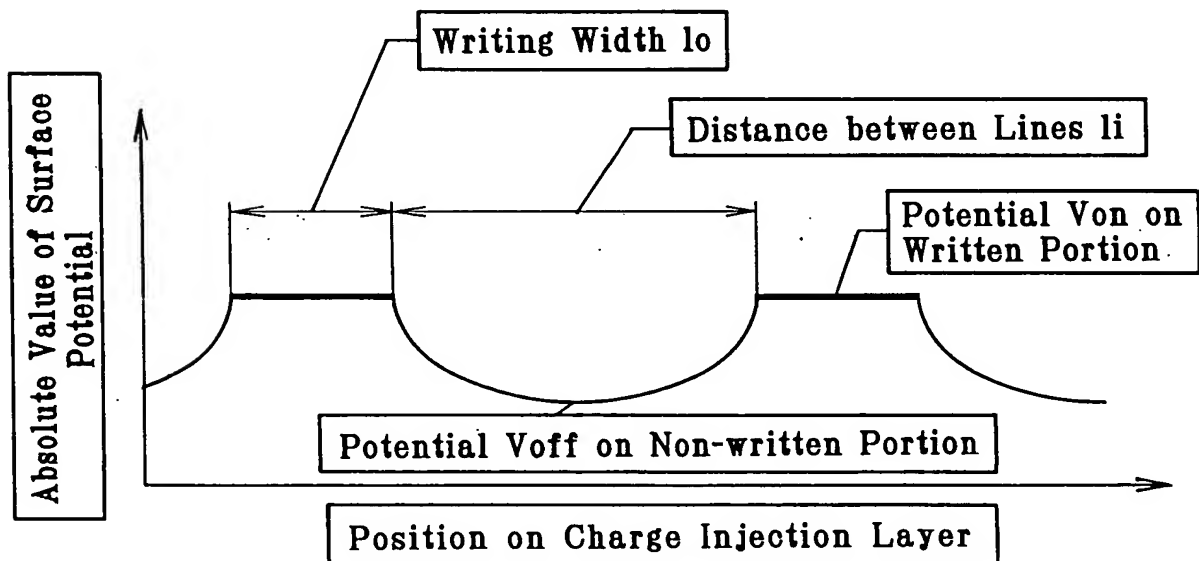 Writing Width lo
Distance between Lines li
Potential Von on
Written Portion
Absolute Value of Surface
Potential
Potential Voff on Non-written Portion
Position on Charge Injection Layer